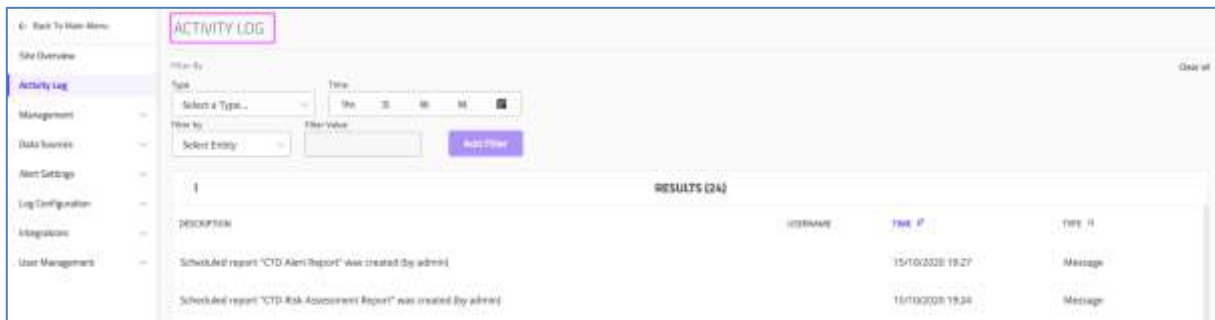 Back To Main Menu
Site Overview
Activity Log
Management
Data Sources
Alert Settings
Log Configuration
Integrations
User Management
ACTIVITY LOG
Filter By
Clear all
Type
Time
Select a Type...
1h
Filter by
Filter Value
Select Entity
Add Filter
RESULTS (24)
DESCRIPTION USERNAME TIME TYPE
Scheduled report "CTD Alert Report" was created (by admin) 15/10/2020 19:27 Message
Scheduled report "CTD Risk Assessment Report" was created (by admin) 15/10/2020 19:24 Message